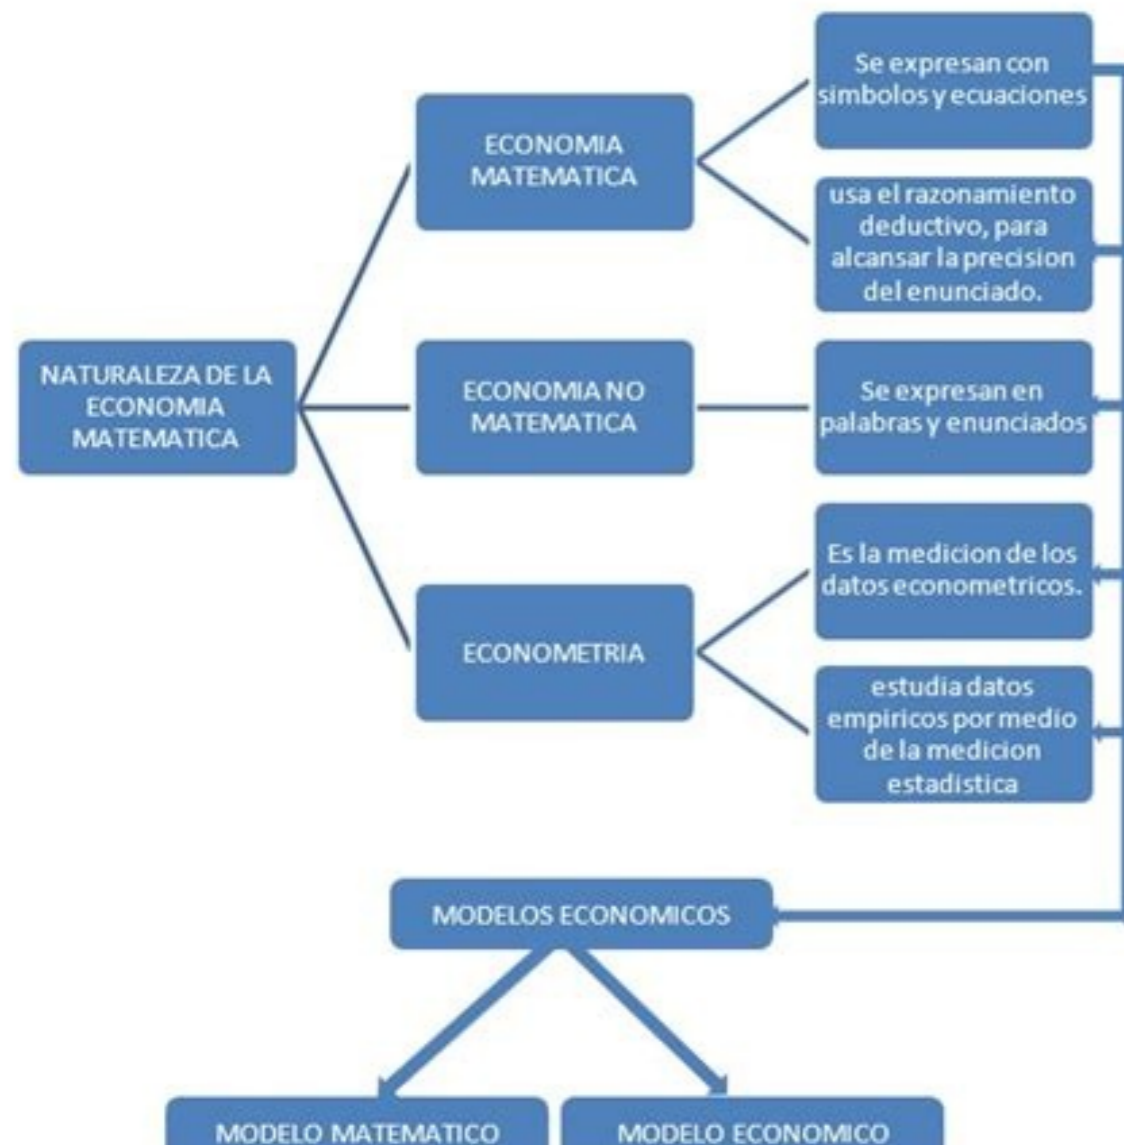 NATURALEZA DE LA
ECONOMIA
MATEMATICA
ECONOMIA
MATEMATICA
Se expresan con
simbolos y ecuaciones
usa el razonamiento
deductivo, para
alcansar la precision
del enunciado.
ECONOMIA NO
MATEMATICA
Se expresan en
palabras y enunciados
ECONOMETRIA
Es la medicion de los
datos econometricos.
estudia datos
empiricos por medio
de la medicion
estadistica
MODELOS ECONOMICOS
MODELO MATEMATICO
MODELO ECONOMICO